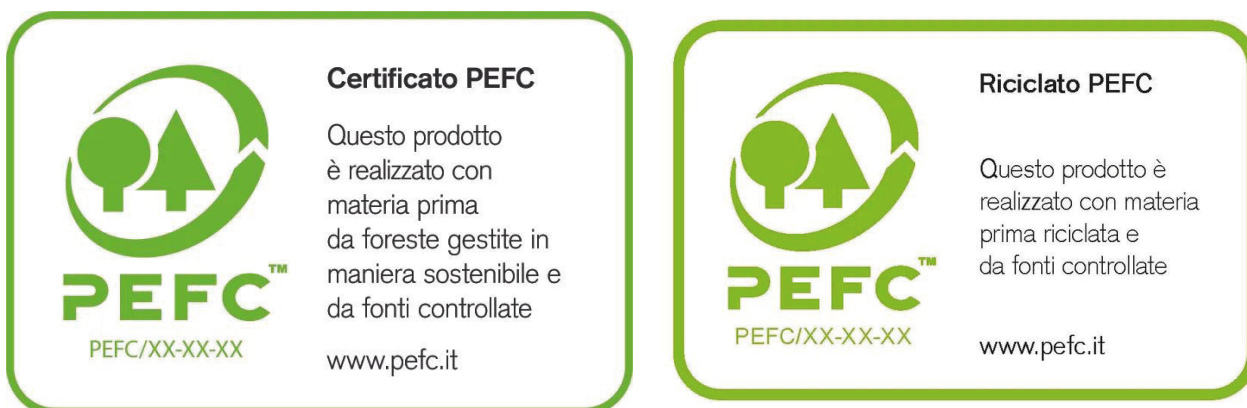 Certificato PEFC
Questo prodotto
è realizzato con
materia prima
da foreste gestite in
maniera sostenibile e
da fonti controllate
www.pefc.it
PEFC™
PEFC/XX-XX-XX
Riciclato PEFC
Questo prodotto è
realizzato con materia
prima riciclata e
da fonti controllate
www.pefc.it
PEFC™
PEFC/XX-XX-XX